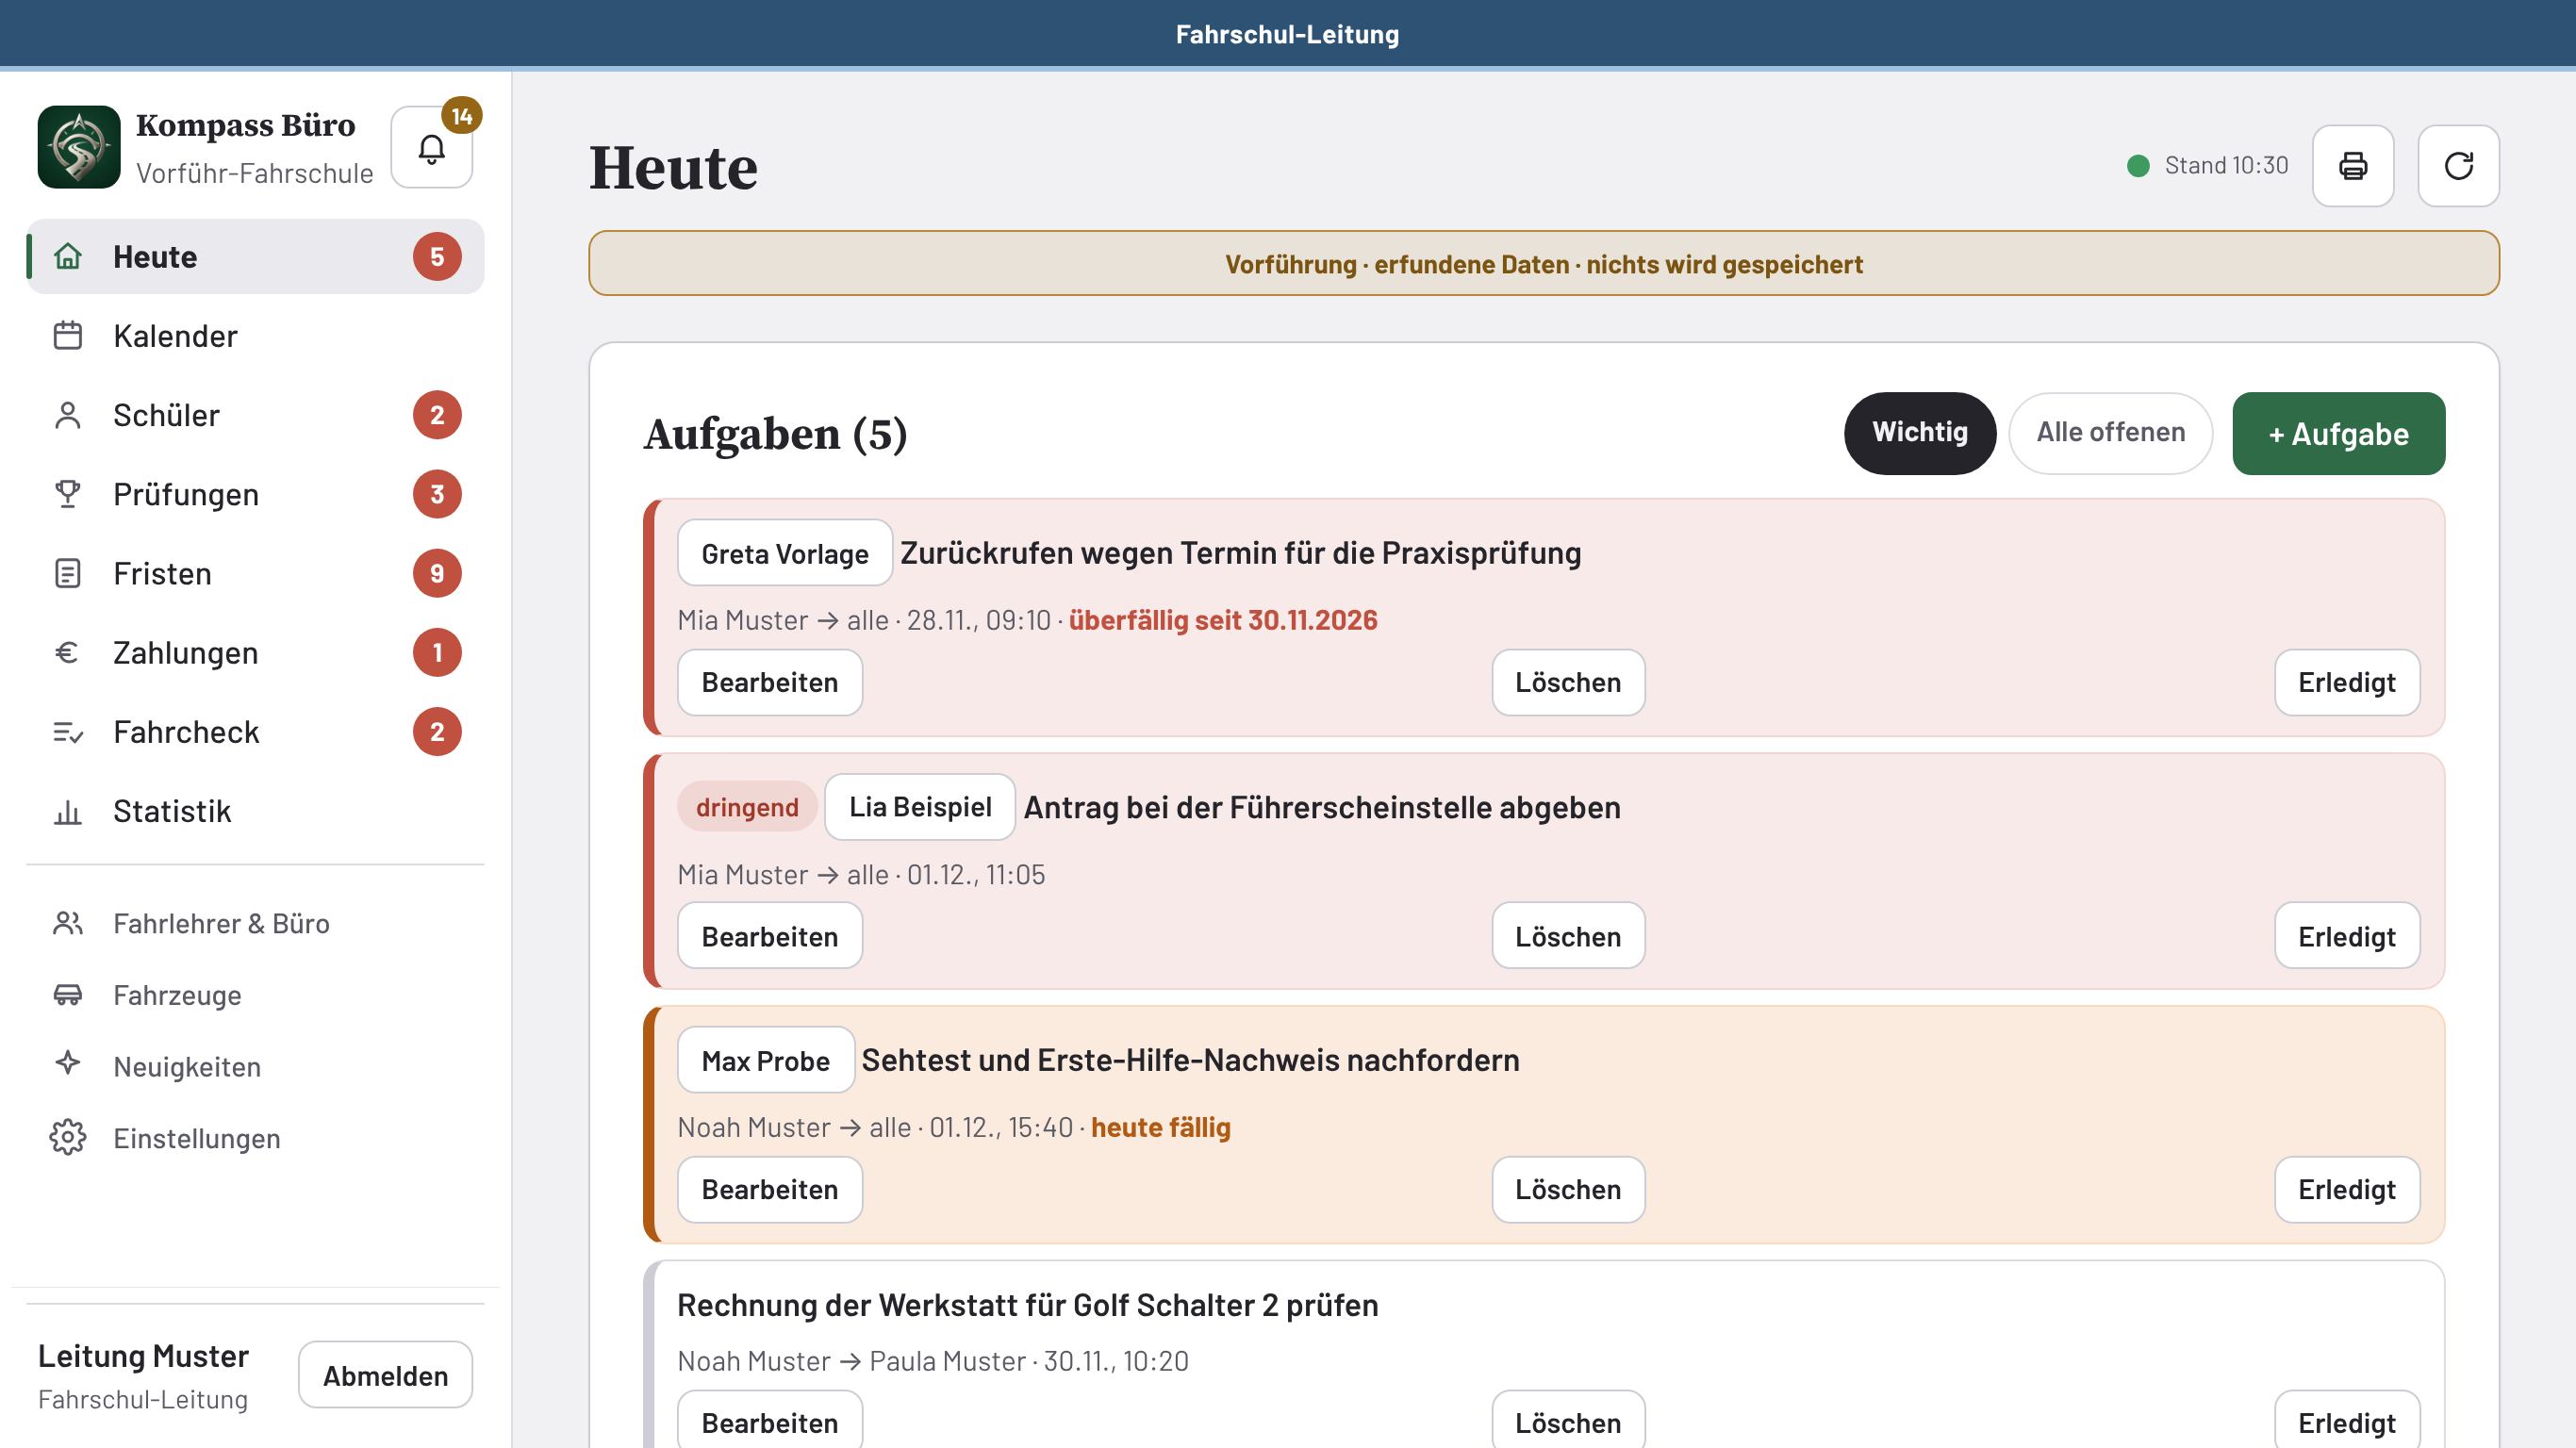 Fahrschul-Leitung
Kompass Büro
Vorführ-Fahrschule
14
Heute 5
Kalender
Schüler 2
Prüfungen 3
Fristen 9
Zahlungen 1
Fahrcheck 2
Statistik
Fahrlehrer & Büro
Fahrzeuge
Neuigkeiten
Einstellungen
Leitung Muster
Fahrschul-Leitung
Abmelden
Heute
Stand 10:30
Vorführung · erfundene Daten · nichts wird gespeichert
Aufgaben (5)
Wichtig Alle offenen + Aufgabe
Greta Vorlage Zurückrufen wegen Termin für die Praxisprüfung
Mia Muster → alle · 28.11., 09:10 · überfällig seit 30.11.2026
Bearbeiten Löschen Erledigt
dringend Lia Beispiel Antrag bei der Führerscheinstelle abgeben
Mia Muster → alle · 01.12., 11:05
Bearbeiten Löschen Erledigt
Max Probe Sehtest und Erste-Hilfe-Nachweis nachfordern
Noah Muster → alle · 01.12., 15:40 · heute fällig
Bearbeiten Löschen Erledigt
Rechnung der Werkstatt für Golf Schalter 2 prüfen
Noah Muster → Paula Muster · 30.11., 10:20
Bearbeiten Löschen Erledigt